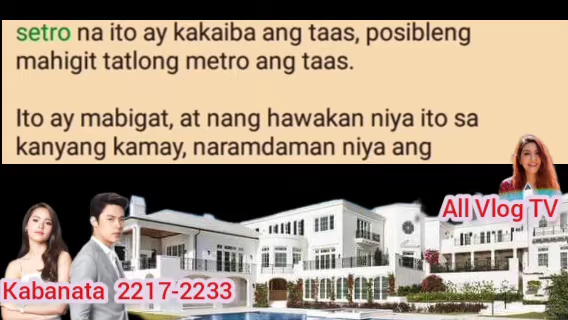 setro na ito ay kakaiba ang taas, posibleng
mahigit tatlong metro ang taas.
Ito ay mabigat, at nang hawakan niya ito sa
kanyang kamay, naramdaman niya ang
All Vlog TV
Kabanata 2217-2233